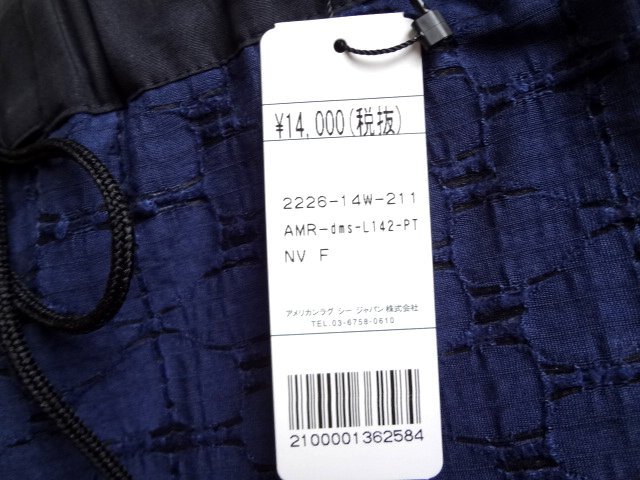 ¥14,000(税抜)
2226-14W-211
AMR-dms-L142-PT
NV F
アメリカンラグ シー ジャパン株式会社
TEL.03-6758-0610
2100001362584